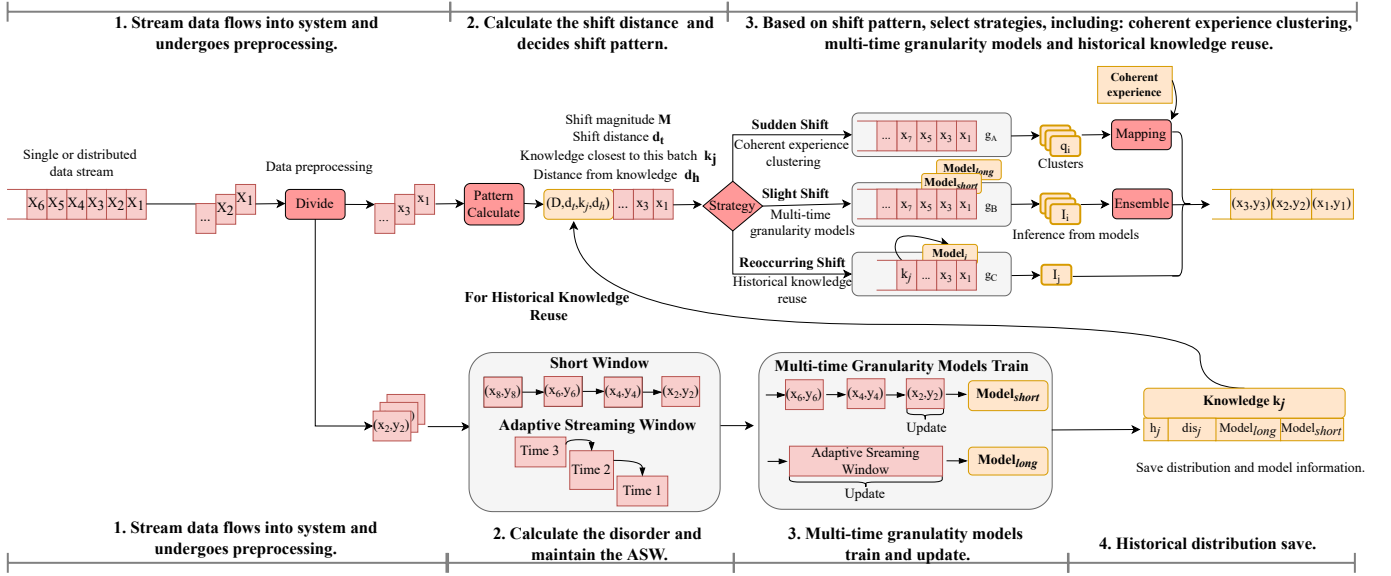 1. Stream data flows into system and
undergoes preprocessing.
2. Calculate the shift distance and
decides shift pattern.
3. Based on shift pattern, select strategies, including: coherent experience clustering,
multi-time granularity models and historical knowledge reuse.
Single or distributed
data stream
X6 X5 X4 X3 X2 X1
... X2 X1
Data preprocessing
Divide
... x3 x1
Pattern
Calculate
Shift magnitude M
Shift distance dt
Knowledge closest to this batch kj
Distance from knowledge dh
(D,dt,kj,dh) ... x3 x1
Strategy
Sudden Shift
Coherent experience
clustering
... x7 x5 x3 x1 gA
qi
Clusters
Coherent
experience
Mapping
Slight Shift
Multi-time
granularity models
Modellong
Modelshort
... x7 x5 x3 x1 gB
Ii
Inference from models
Ensemble
(x3,y3) (x2,y2) (x1,y1)
Reoccurring Shift
Historical knowledge
reuse
Modelj
kj ... x3 x1 gC
Ij
For Historical Knowledge
Reuse
(x2,y2)
)
Short Window
(x8,y8) (x6,y6) (x4,y4) (x2,y2)
Adaptive Streaming Window
Time 3
Time 2
Time 1
Multi-time Granularity Models Train
(x6,y6) (x4,y4) (x2,y2) Modelshort
Update
Adaptive Sreaming
Window
Modellong
Update
Knowledge kj
hj disj Modellong Modelshort
Save distribution and model information.
1. Stream data flows into system and
undergoes preprocessing.
2. Calculate the disorder and
maintain the ASW.
3. Multi-time granulatity models
train and update.
4. Historical distribution save.